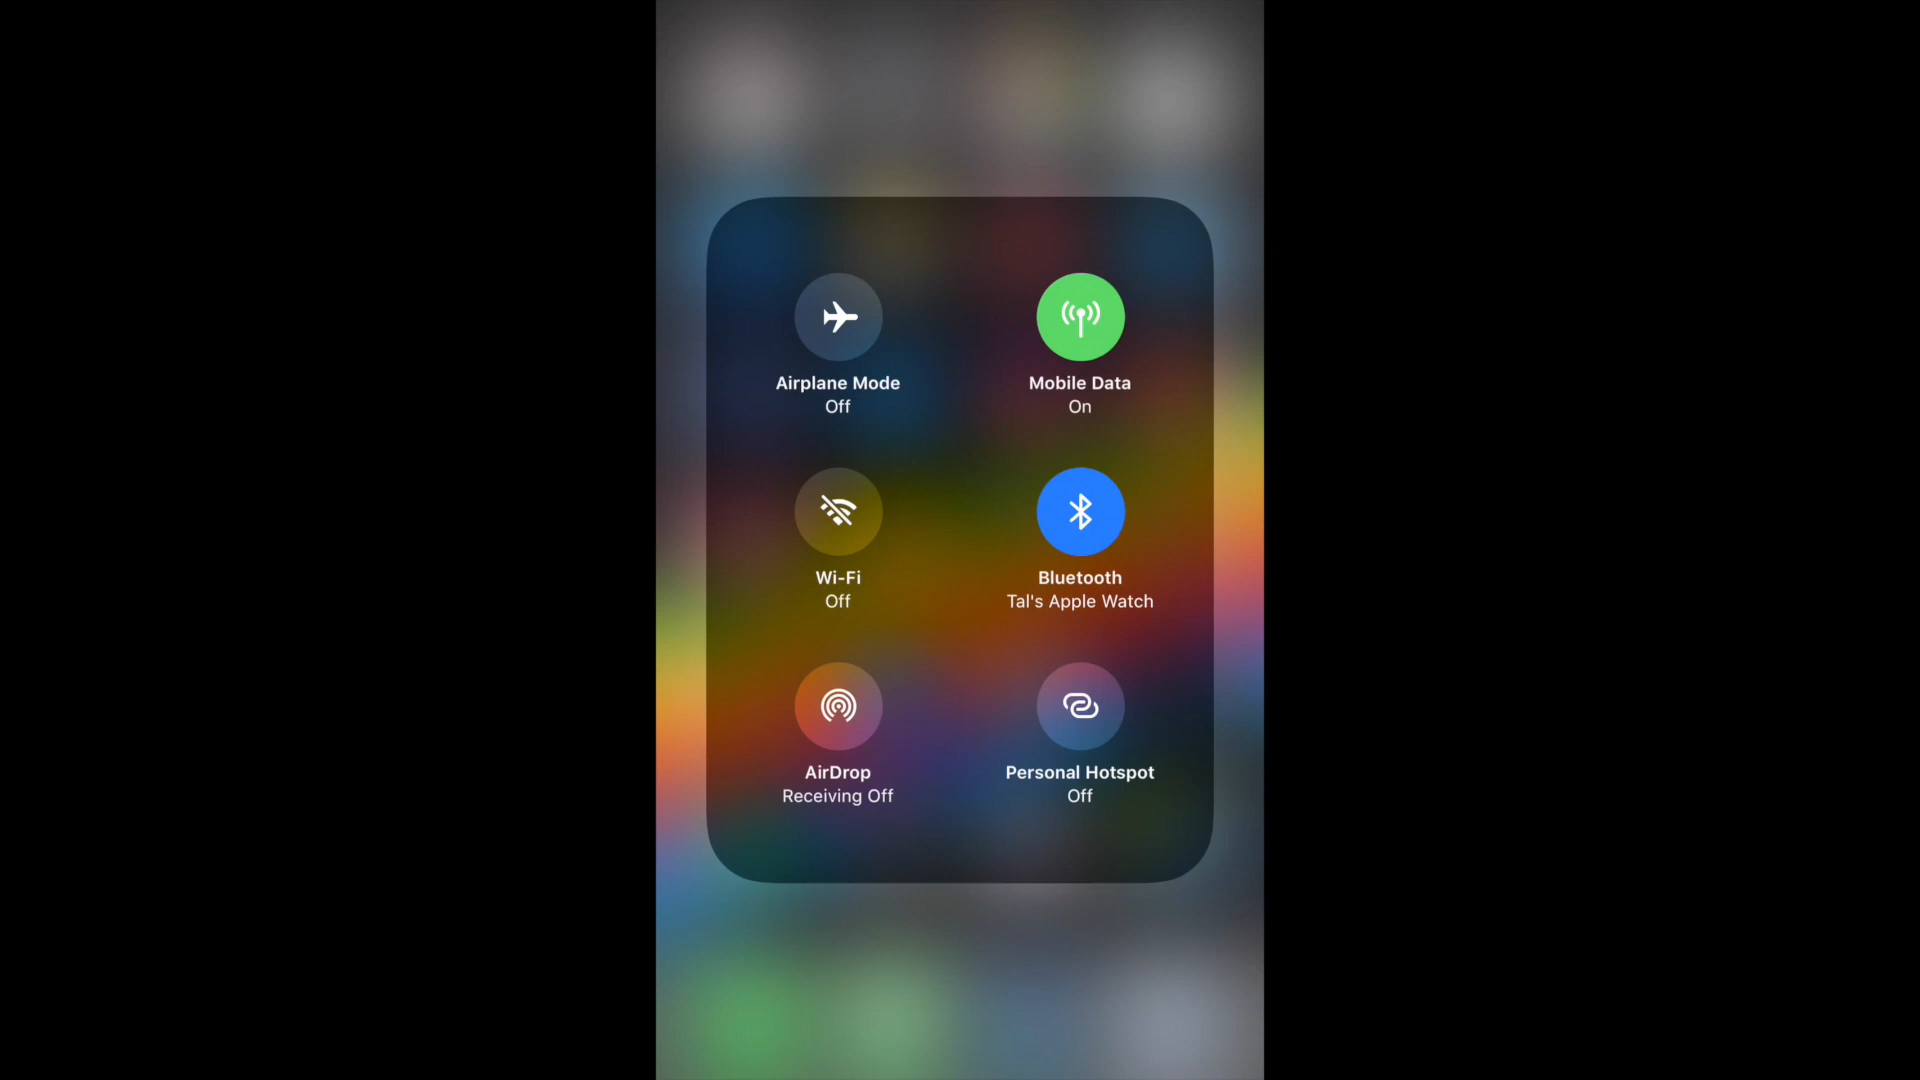 Airplane Mode
Off
Mobile Data
On
Wi-Fi
Off
Bluetooth
Tal's Apple Watch
AirDrop
Receiving Off
Personal Hotspot
Off